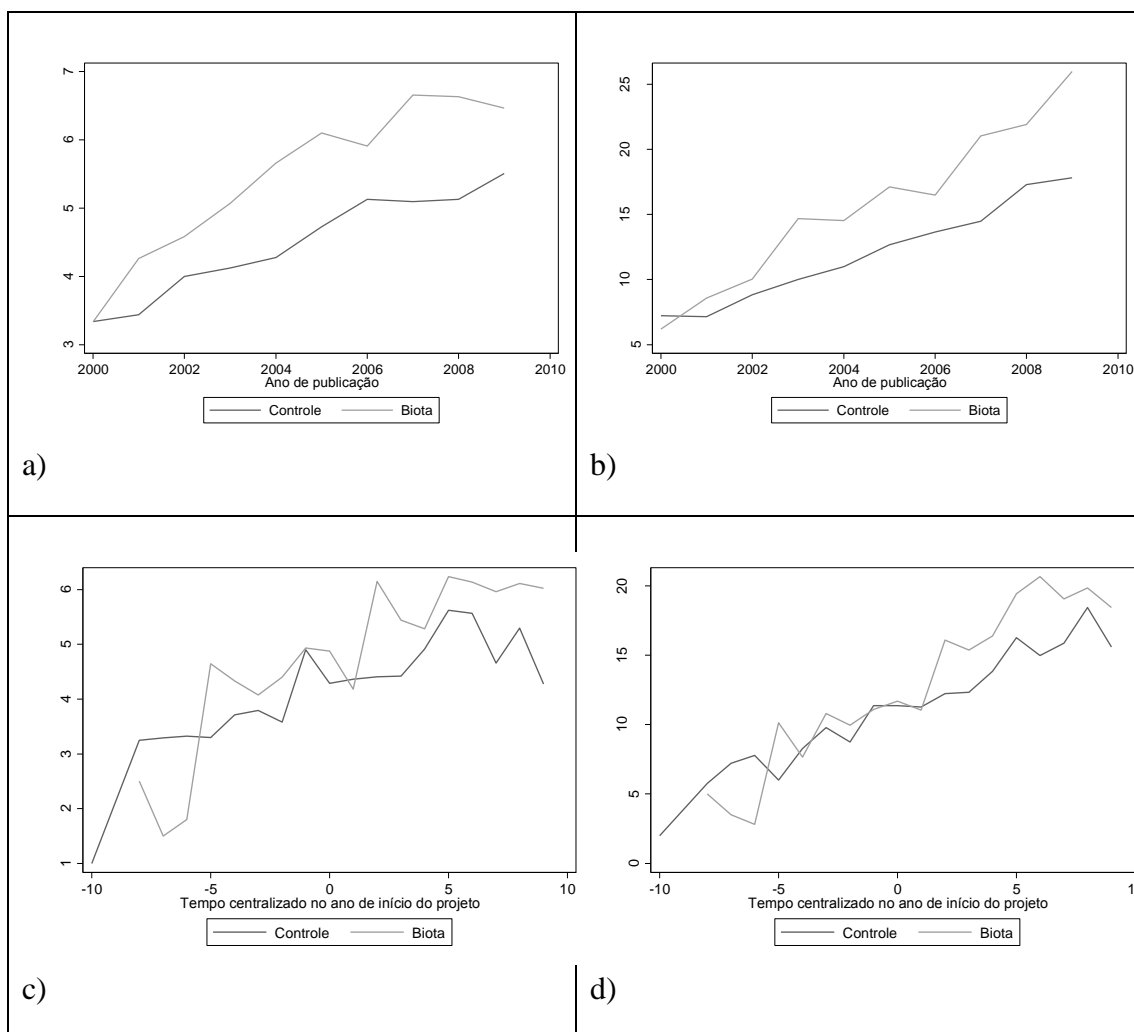 7
6
5
4
3
2000 2002 2004 2006 2008 2010
Ano de publicação
Controle Biota
a)
25
20
15
10
5
2000 2002 2004 2006 2008 2010
Ano de publicação
Controle Biota
b)
6
5
4
3
2
1
-10 -5 0 5 10
Tempo centralizado no ano de início do projeto
Controle Biota
c)
20
15
10
5
0
-10 -5 0 5 1
Tempo centralizado no ano de início do projeto
Controle Biota
d)